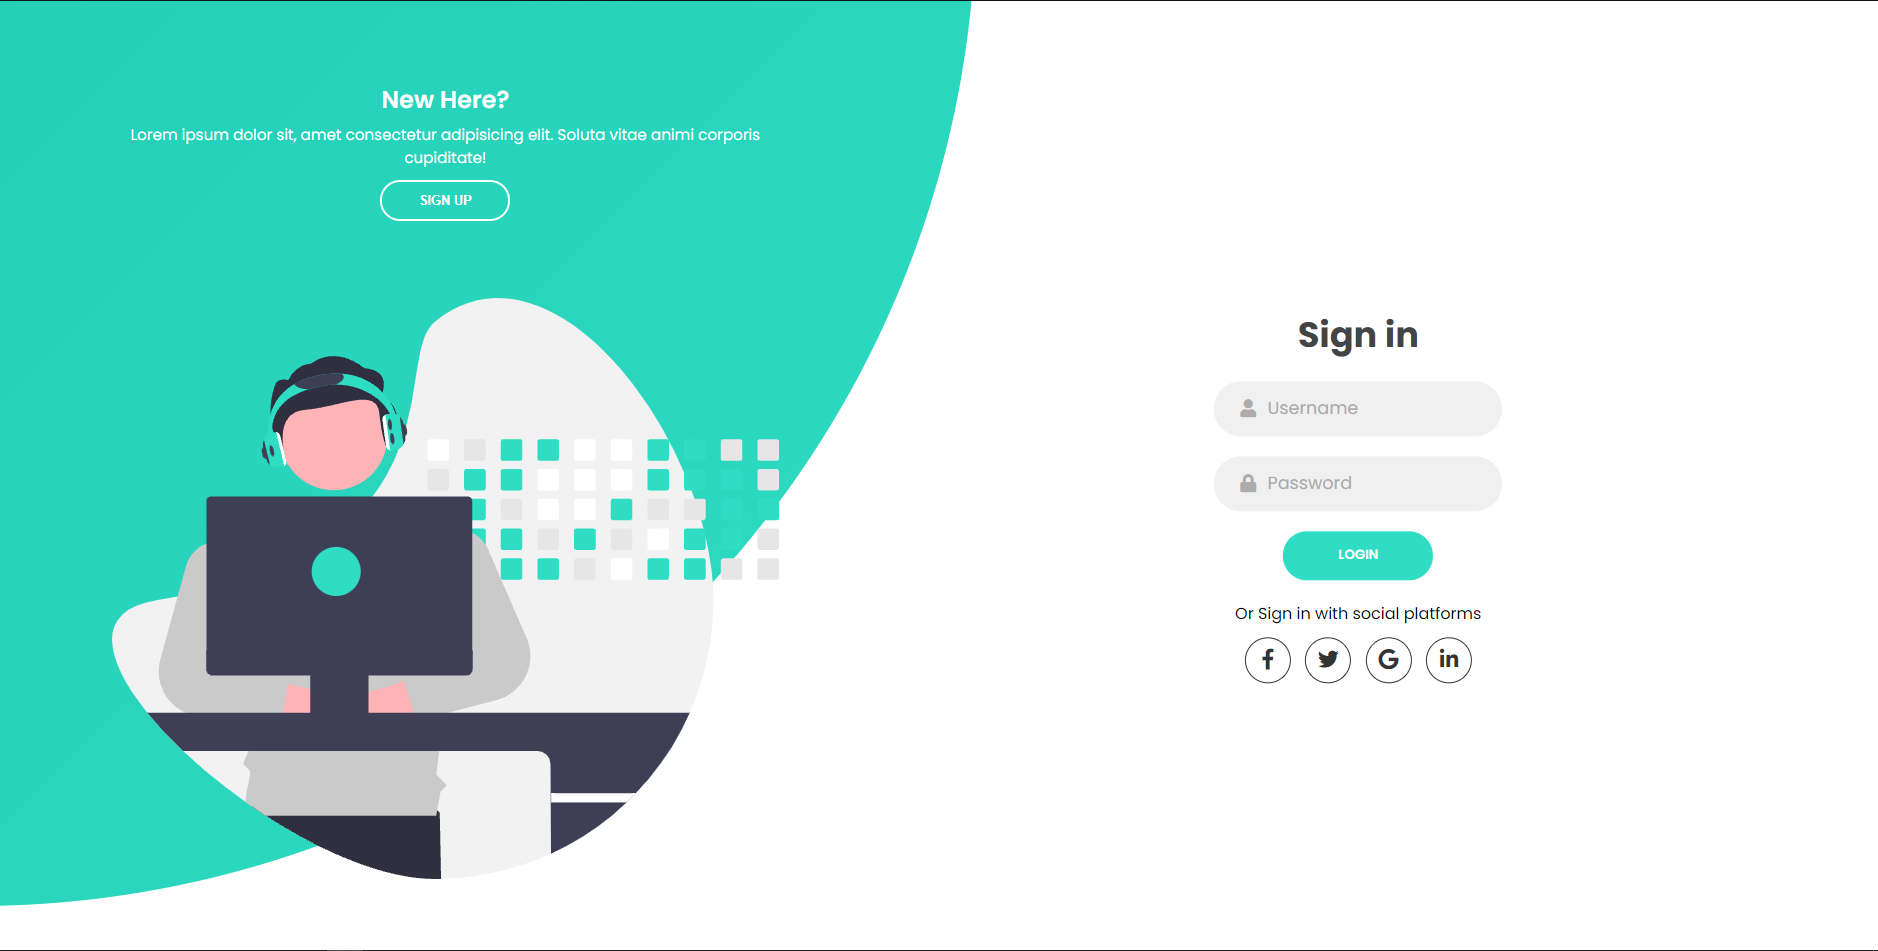 New Here?
Lorem ipsum dolor sit, amet consectetur adipisicing elit. Soluta vitae animi corporis
cupiditate!
SIGN UP
Sign in
Username
Password
LOGIN
Or Sign in with social platforms